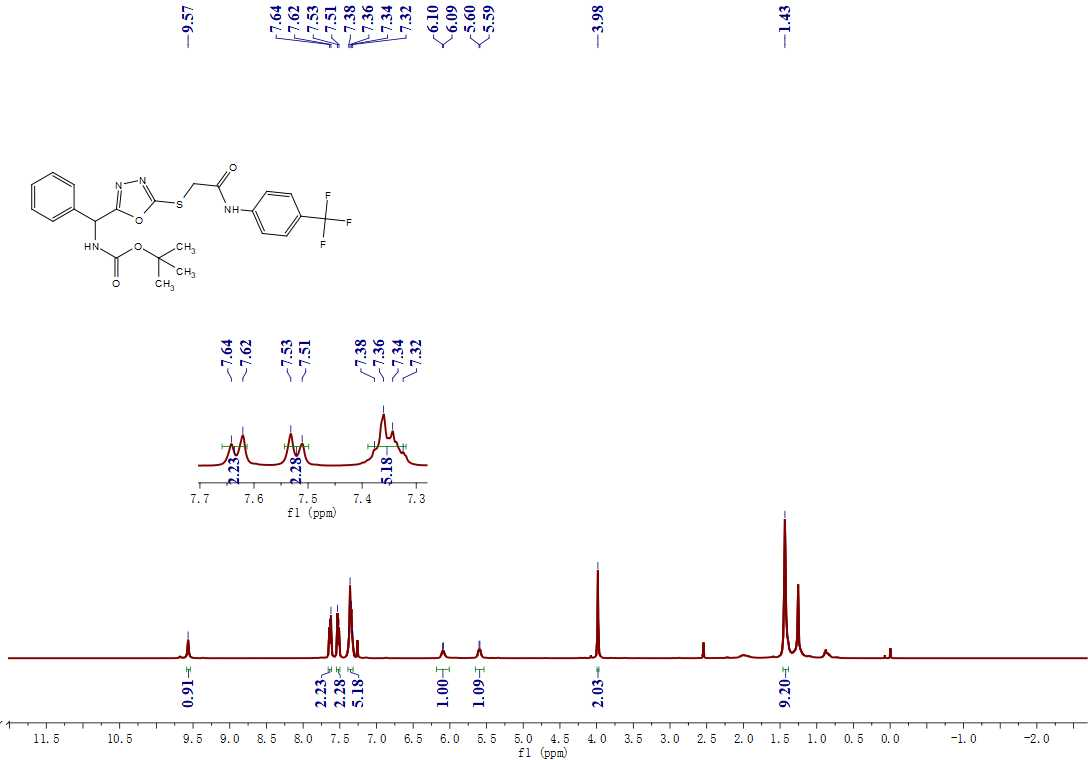 9.57
7.64
7.62
7.53
7.51
7.38
7.36
7.34
7.32
6.10
6.09
5.60
5.59
3.98
1.43
O
N N
S
NH
F
F
F
O
HN
O
CH3
CH3
CH3
O
7.64
7.62
7.53
7.51
7.38
7.36
7.34
7.32
2.23
2.28
5.18
7.7 7.6 7.5 7.4 7.3
f1 (ppm)
0.91
2.23
2.28
5.18
1.00
1.09
2.03
9.20
11.5 10.5 9.5 9.0 8.5 8.0 7.5 7.0 6.5 6.0 5.5 5.0 4.5 4.0 3.5 3.0 2.5 2.0 1.5 1.0 0.5 0.0 -1.0 -2.0
f1 (ppm)